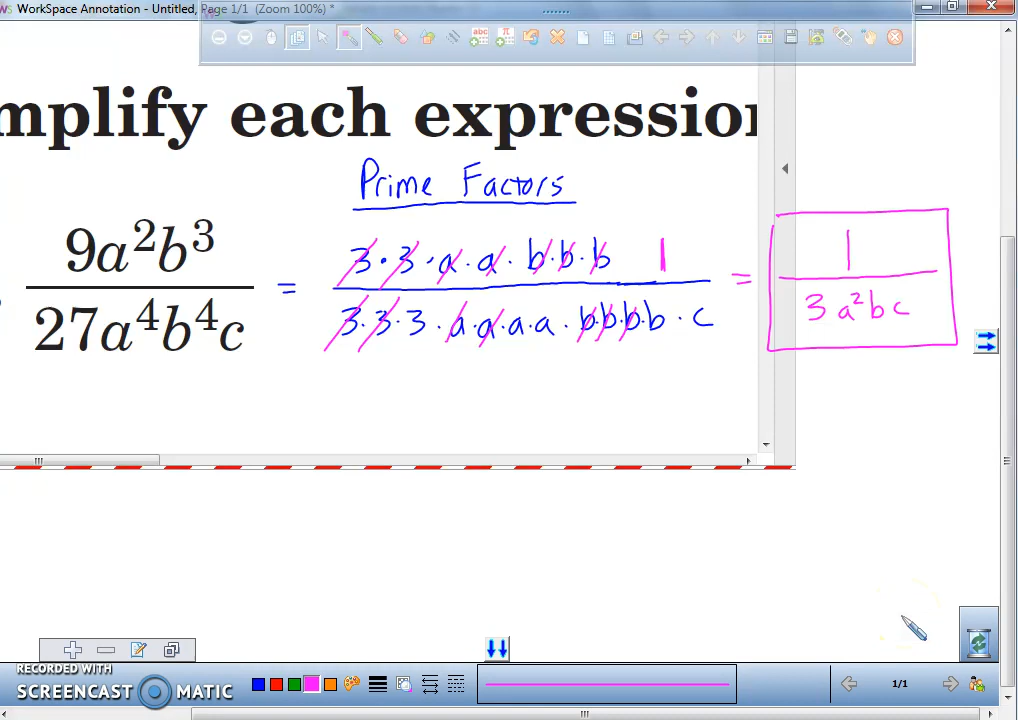 WorkSpace Annotation - Untitled, Page 1/1 (Zoom 100%) *
abc
π
mplify each expression
Prime Factors
9a²b³ / 27a⁴b⁴c = 3·3·a·a·b·b·b 1 / 3·3·3·a·a·a·a·b·b·b·b·c = 1 / 3a²bc
RECORDED WITH
SCREENCAST MATIC
1/1